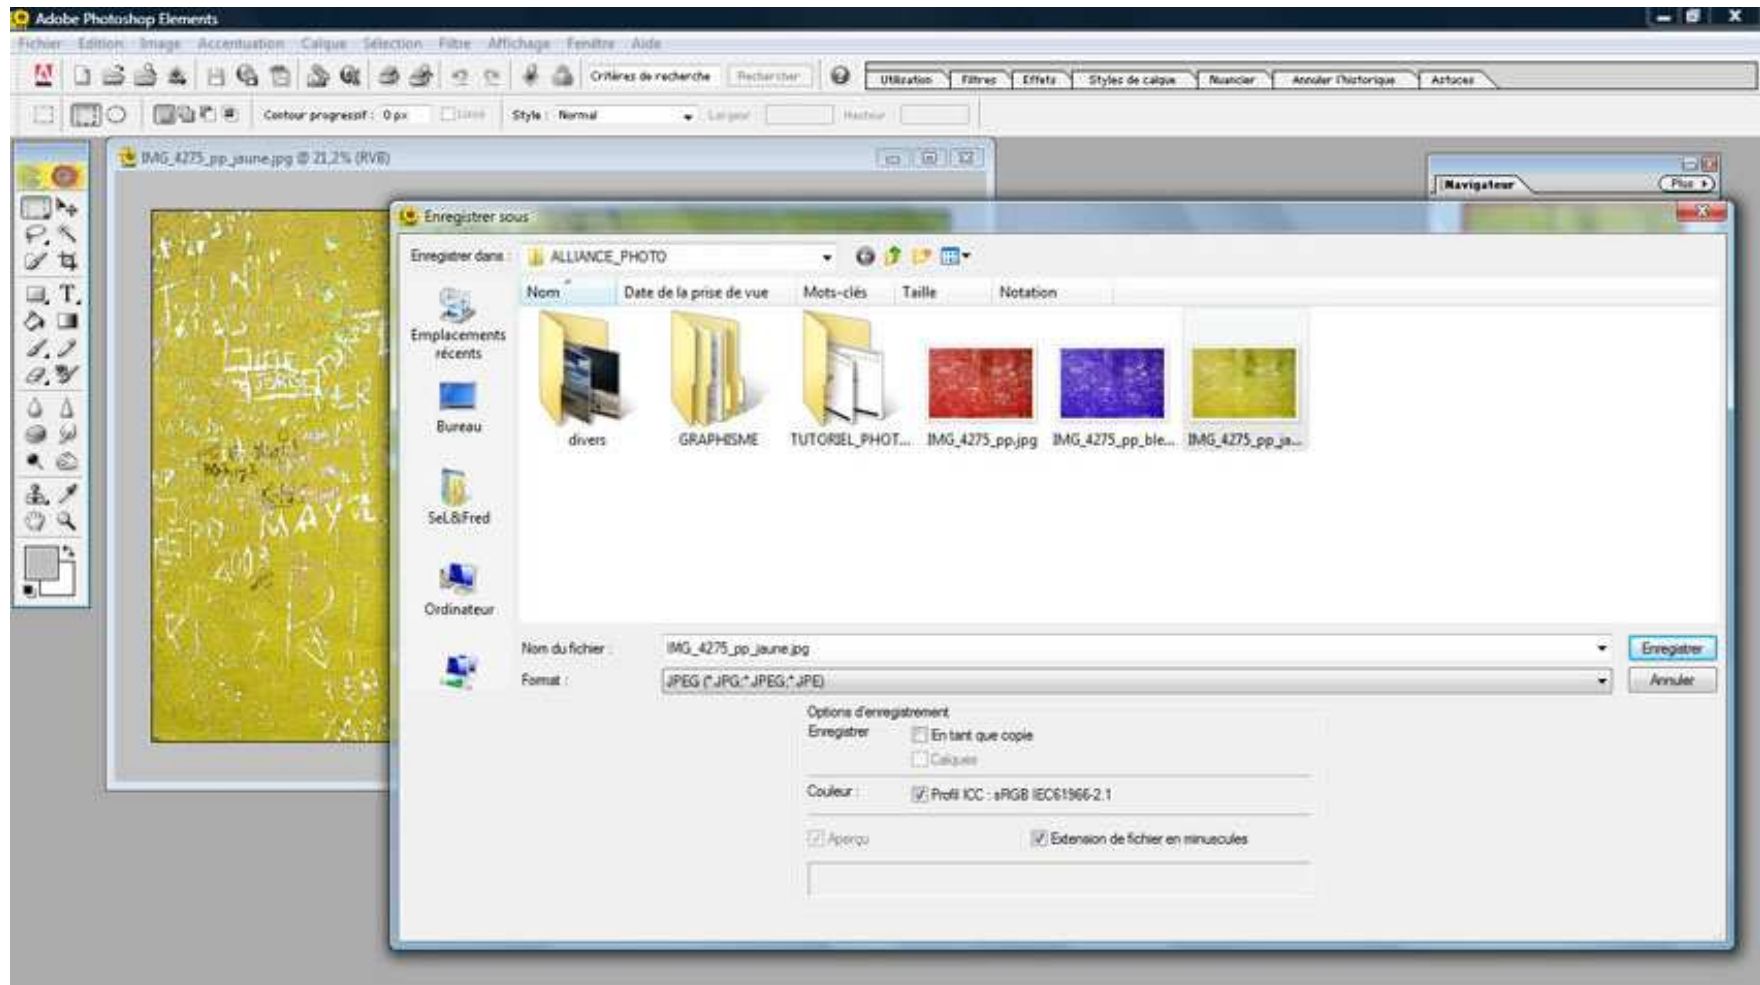 Adobe Photoshop Elements
Fichier Edition Image Accentuation Calque Sélection Filtre Affichage Fenêtre Aide
Critères de recherche Rechercher Utilisation Filtres Effets Styles de calque Nuancier Annuler l'historique Astuces
Contour progressif : 0 px Lissé Style : Normal Largeur Hauteur
IMG_4275_pp_jaune.jpg @ 21,2% (RVB)
Navigateur Plus
Enregistrer sous
Enregistrer dans : ALLIANCE_PHOTO
Nom Date de la prise de vue Mots-clés Taille Notation
Emplacements récents
Bureau
SeL&Fred
Ordinateur
divers GRAPHISME TUTORIEL_PHOT... IMG_4275_pp.jpg IMG_4275_pp_ble... IMG_4275_pp_ja...
Nom du fichier : IMG_4275_pp_jaune.jpg Enregistrer
Format : JPEG (*.JPG;*.JPEG;*.JPE) Annuler
Options d'enregistrement
Enregistrer En tant que copie
Calques
Couleur : Profil ICC : sRGB IEC61966-2.1
Aperçu Extension de fichier en minuscules
JORGE
MAY